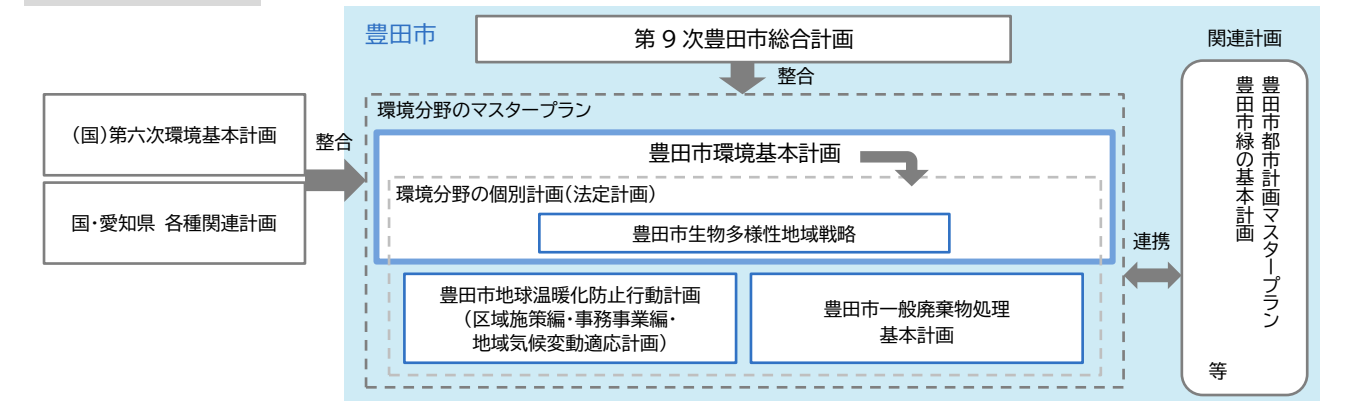 豊田市
第9次豊田市総合計画
関連計画
整合
環境分野のマスタープラン
(国)第六次環境基本計画
整合
豊田市環境基本計画
環境分野の個別計画(法定計画)
国・愛知県 各種関連計画
豊田市生物多様性地域戦略
連携
豊田市地球温暖化防止行動計画
(区域施策編・事務事業編・
地域気候変動適応計画)
豊田市一般廃棄物処理
基本計画
豊田市都市計画マスタープラン
豊田市緑の基本計画
等